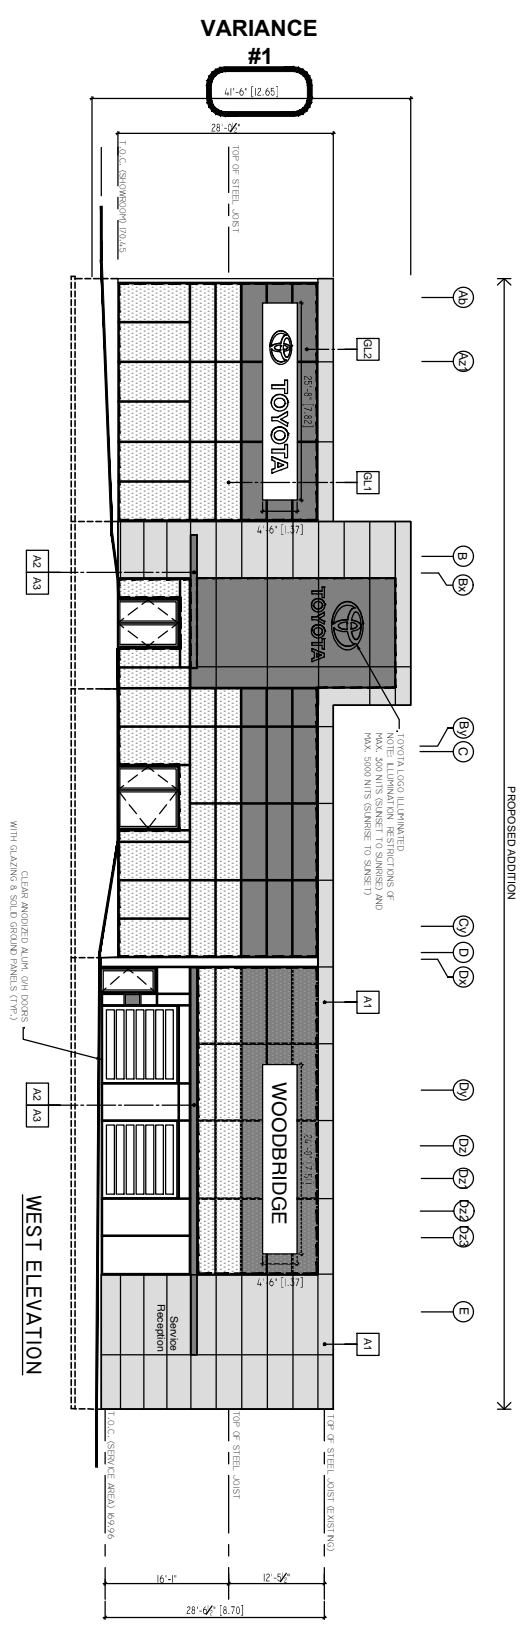 VARIANCE
#1
41'-6" [12.65]
28'-0½"
T.O.C. (SHOWROOM) 170.45
TOP OF STEEL JOIST
Ab
Az1
B
Bx
By
C
Cy
D
Dx
Dy
Dz
Dz1
Dz2
Dz3
E
PROPOSED ADDITION
GL2
GL1
TOYOTA
25'-8" [7.82]
4'-6" [1.37]
A2
A3
TOYOTA
TOYOTA LOGO ILLUMINATED
NOTE: ILLUMINATION RESTRICTIONS OF
MAX. 300 NITS (SUNSET TO SUNRISE) AND
MAX. 5000 NITS (SUNRISE TO SUNSET)
CLEAR ANODIZED ALUM. O/H DOORS
WITH GLAZING & SOLID GROUND PANELS (TYP.)
A1
A2
A3
WOODBRIDGE
4'-6" [1.37]
Service
Reception
A1
WEST ELEVATION
TOP OF STEEL JOIST (EXISTING)
TOP OF STEEL JOIST
T.O.C. (SERVICE AREA) 169.96
16'-1"
12'-5½"
28'-6½" [8.70]